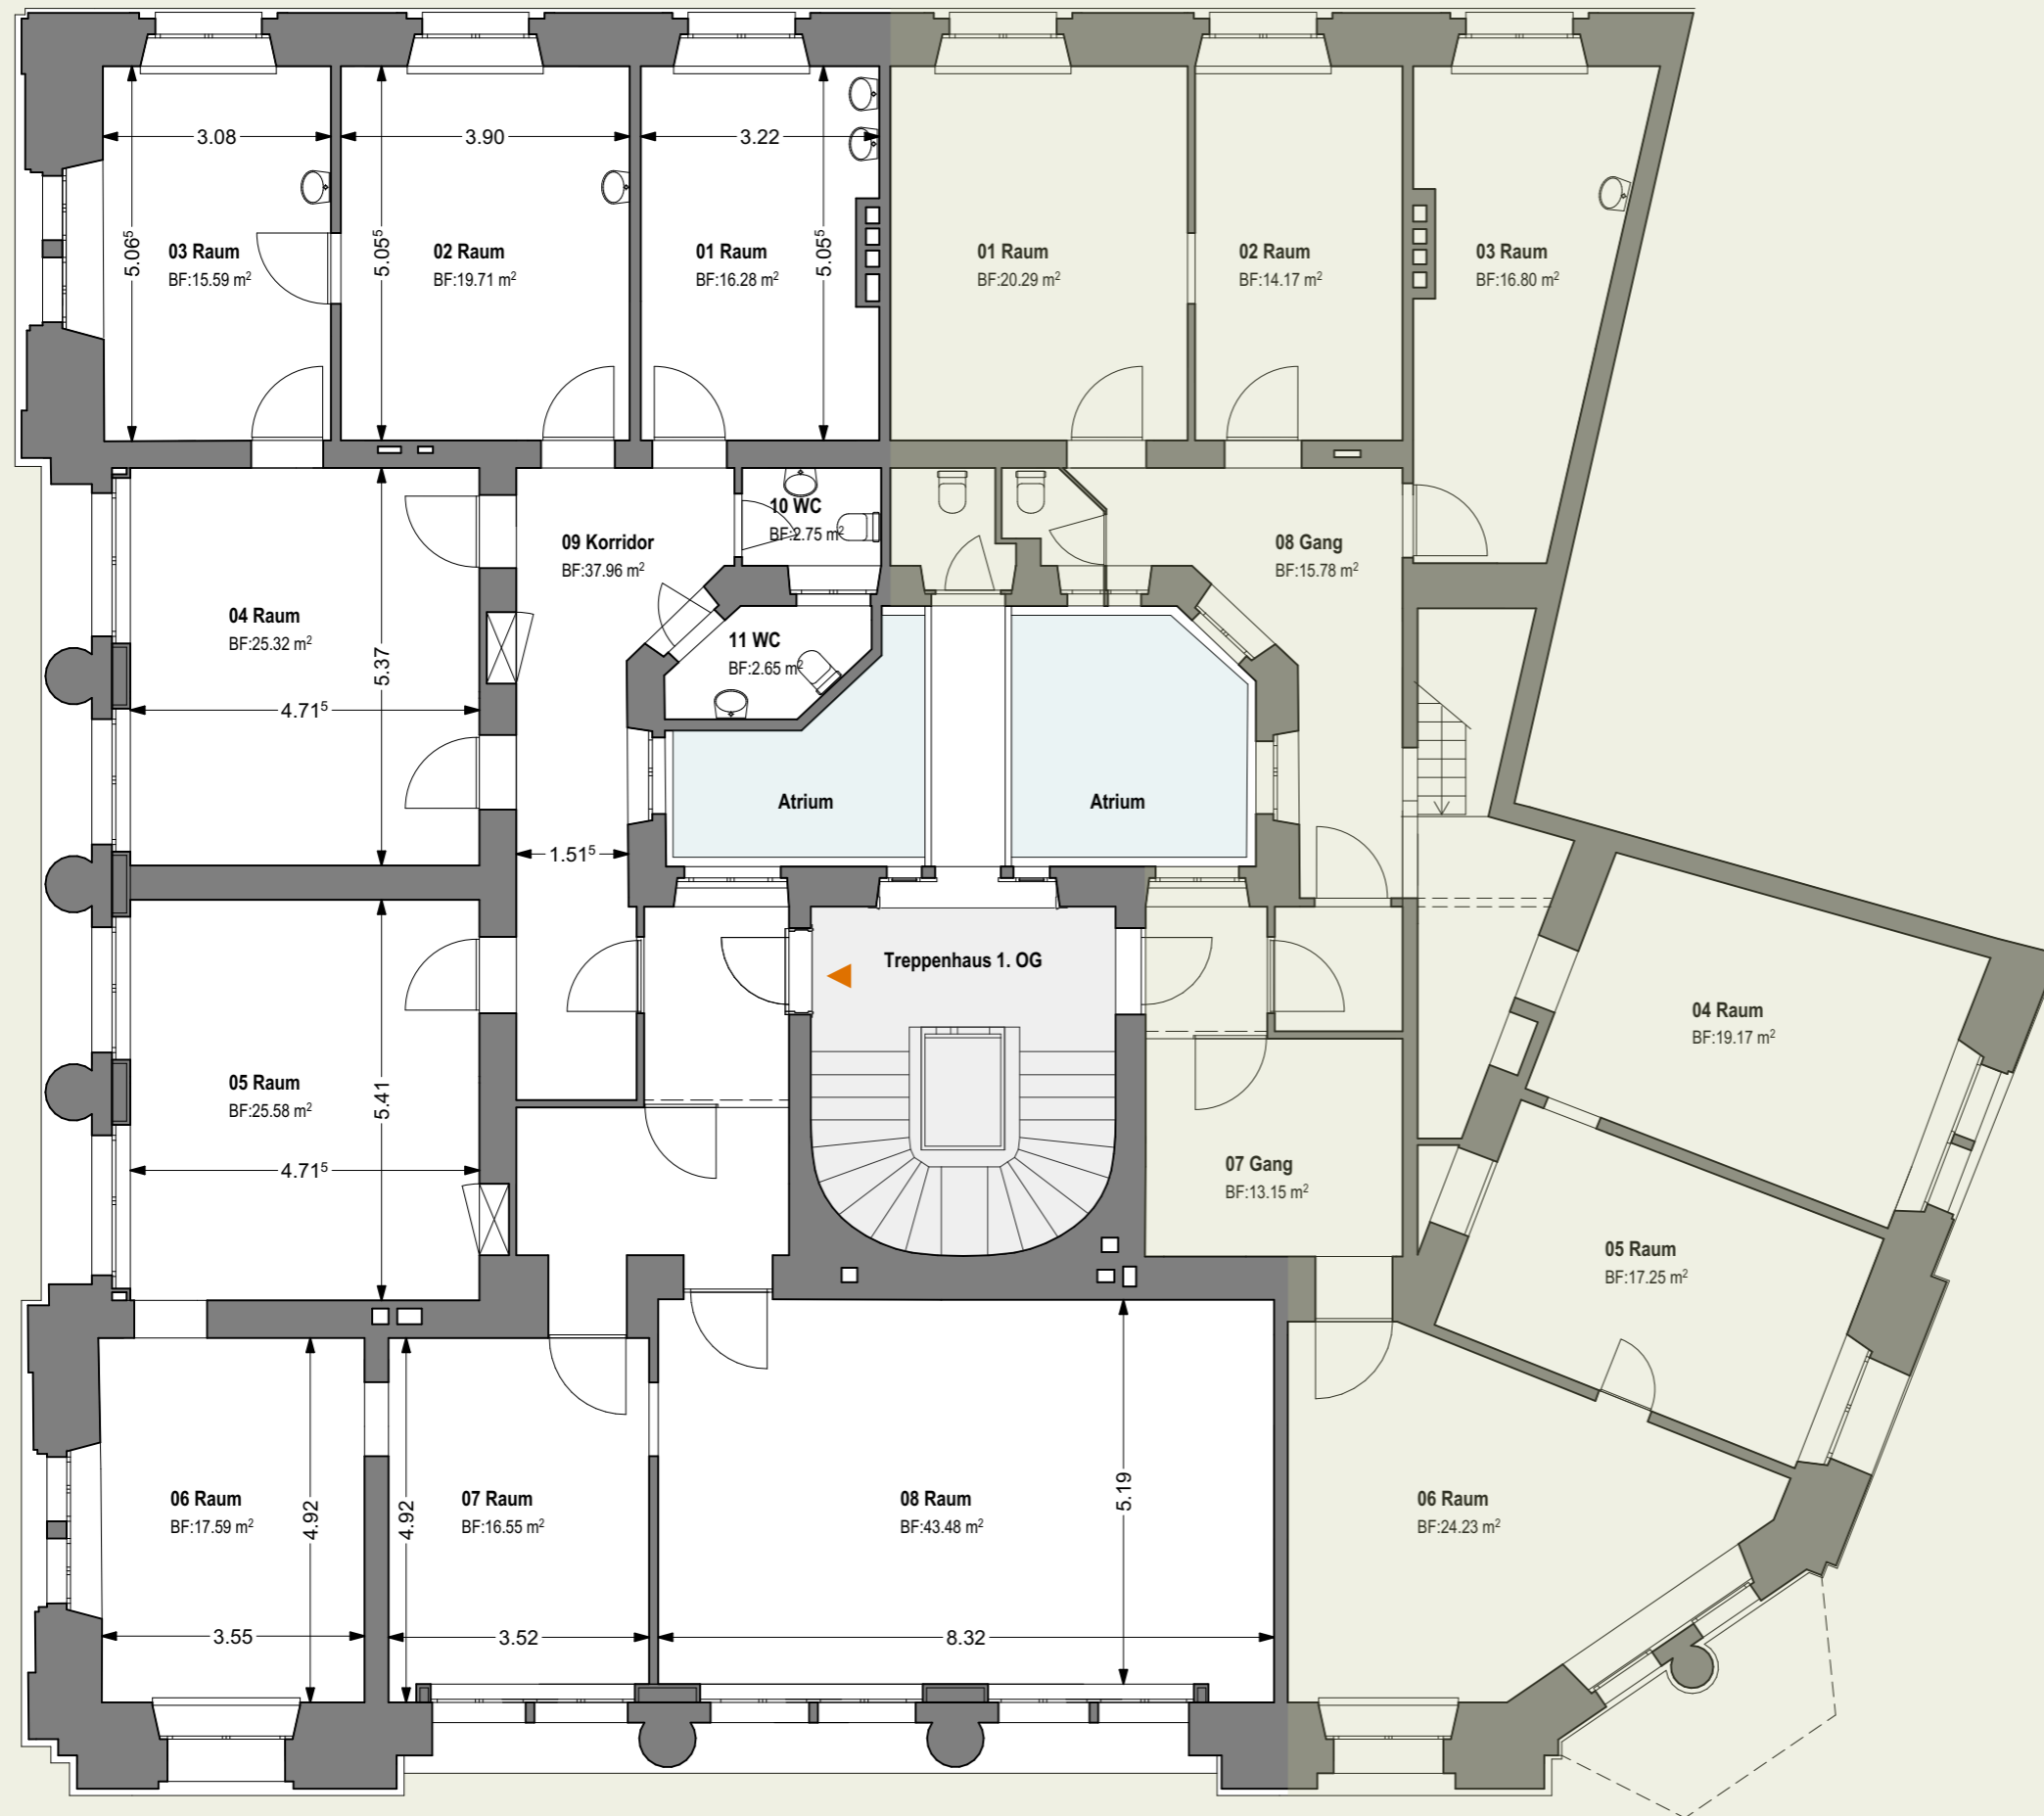 3.08
3.90
3.22
5.06⁵
5.05⁵
5.05⁵
03 Raum
BF:15.59 m²
02 Raum
BF:19.71 m²
01 Raum
BF:16.28 m²
01 Raum
BF:20.29 m²
02 Raum
BF:14.17 m²
03 Raum
BF:16.80 m²
10 WC
BF:2.75 m²
09 Korridor
BF:37.96 m²
08 Gang
BF:15.78 m²
04 Raum
BF:25.32 m²
5.37
4.71⁵
11 WC
BF:2.65 m²
Atrium
Atrium
1.51⁵
Treppenhaus 1. OG
04 Raum
BF:19.17 m²
05 Raum
BF:25.58 m²
5.41
4.71⁵
07 Gang
BF:13.15 m²
05 Raum
BF:17.25 m²
06 Raum
BF:17.59 m²
4.92
3.55
07 Raum
BF:16.55 m²
4.92
3.52
08 Raum
BF:43.48 m²
5.19
8.32
06 Raum
BF:24.23 m²